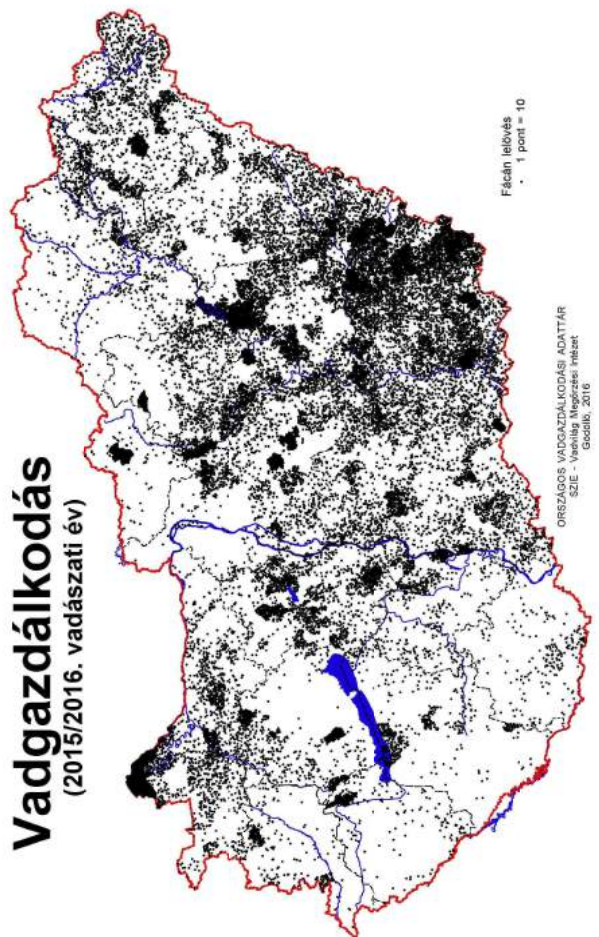 Vadgazdálkodás
(2015/2016. vadászati év)
Fácán lelövés
· 1 pont = 10
ORSZÁGOS VADGAZDÁLKODÁSI ADATTÁR
SZIE - Vadvilág Megőrzési Intézet
Gödöllő, 2016